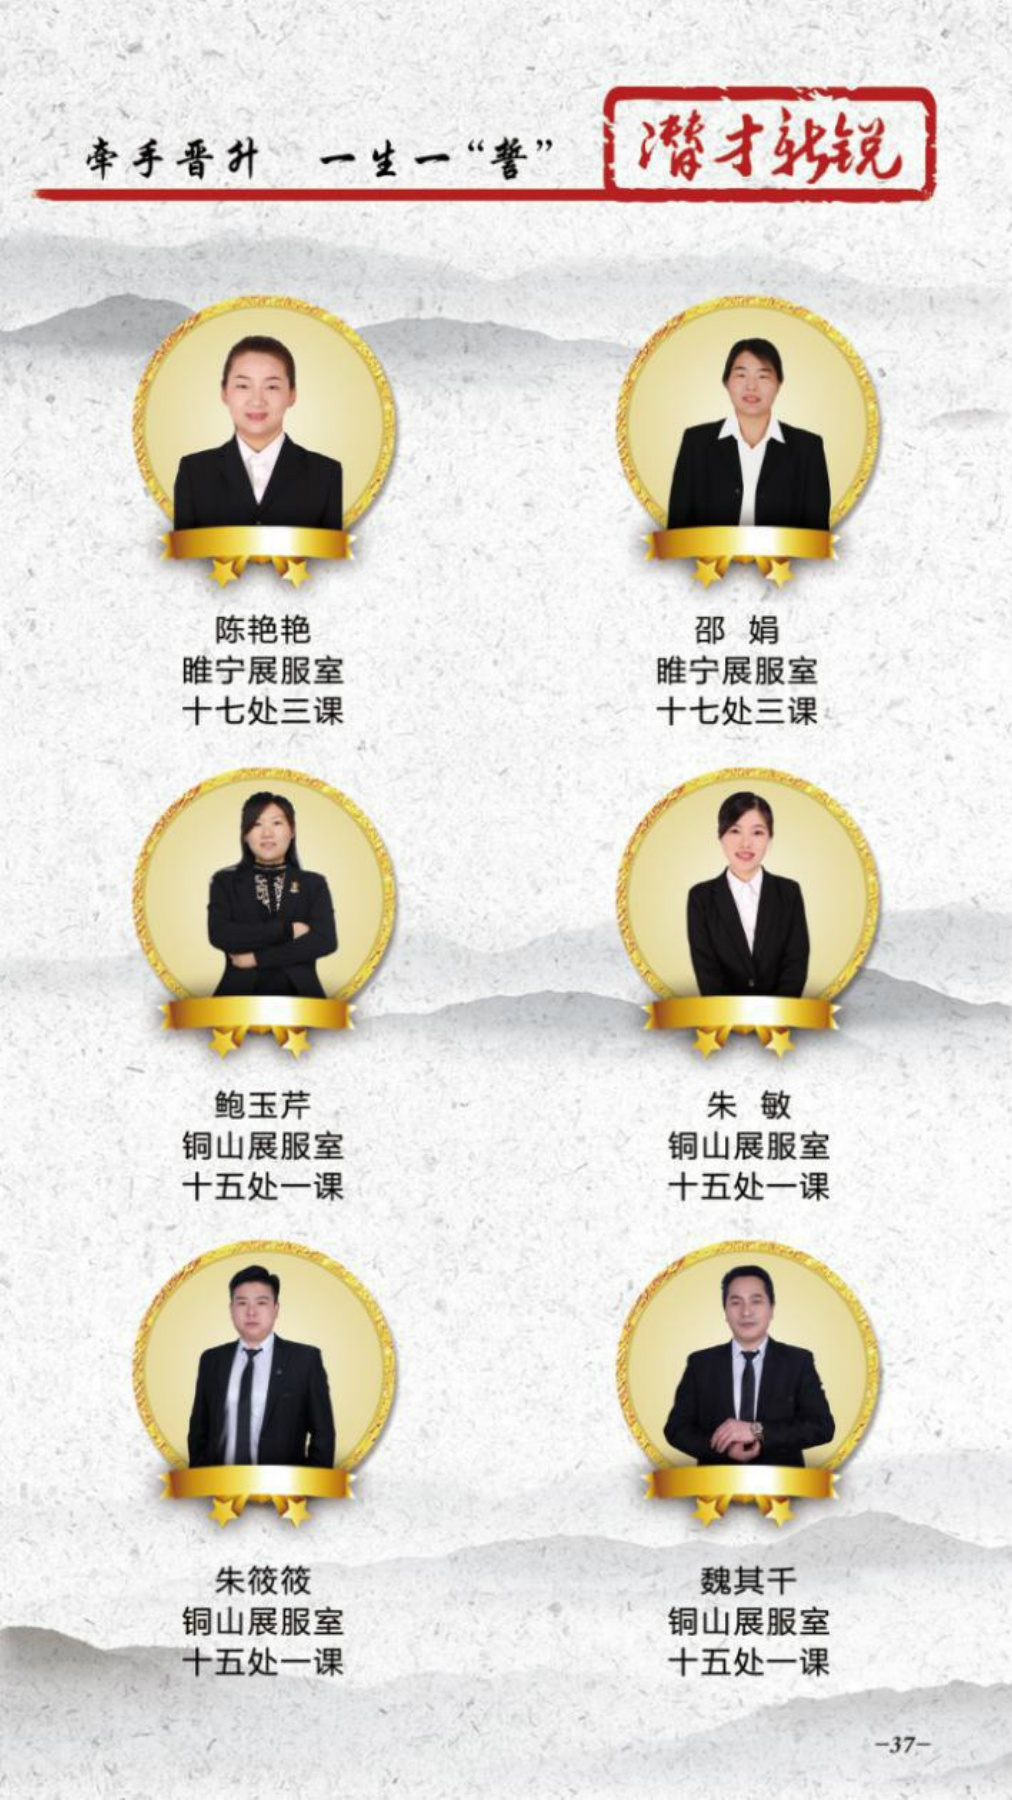 牵手晋升 一生一“誓”
潜才新锐
陈艳艳
睢宁展服室
十七处三课
邵 娟
睢宁展服室
十七处三课
鲍玉芹
铜山展服室
十五处一课
朱 敏
铜山展服室
十五处一课
朱筱筱
铜山展服室
十五处一课
魏其千
铜山展服室
十五处一课
-37-